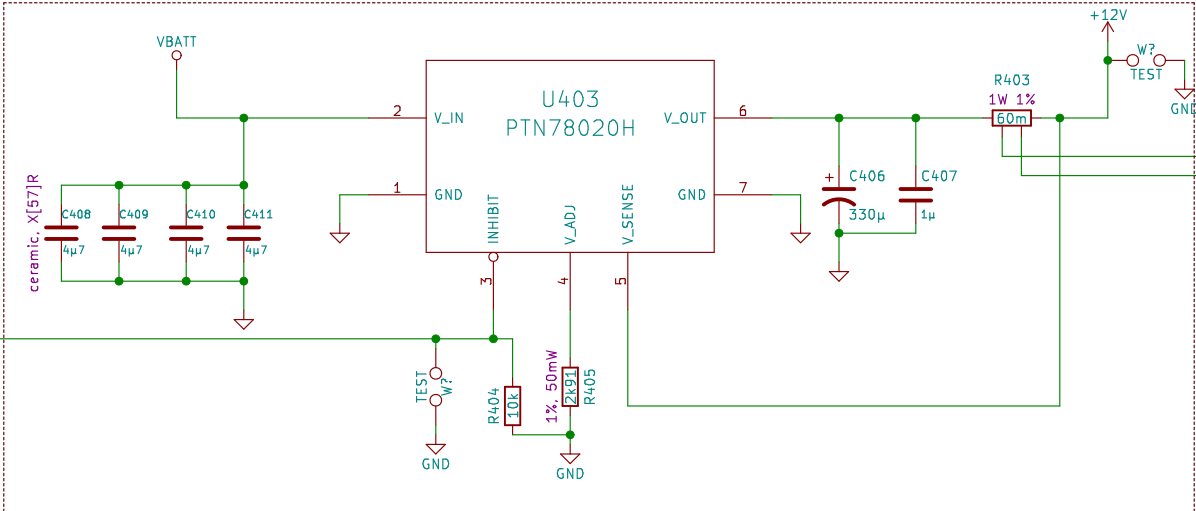 +12V
VBATT
W?
TEST
GND
R403
1W 1%
60m
U403
PTN78020H
2
V_IN
V_OUT
6
1
GND
GND
7
INHIBIT
V_ADJ
V_SENSE
3
4
5
ceramic, X[57]R
C408
4µ7
C409
4µ7
C410
4µ7
C411
4µ7
+
C406
330µ
C407
1µ
TEST
W?
GND
R404
10k
1%, 50mW
2k91
R405
GND